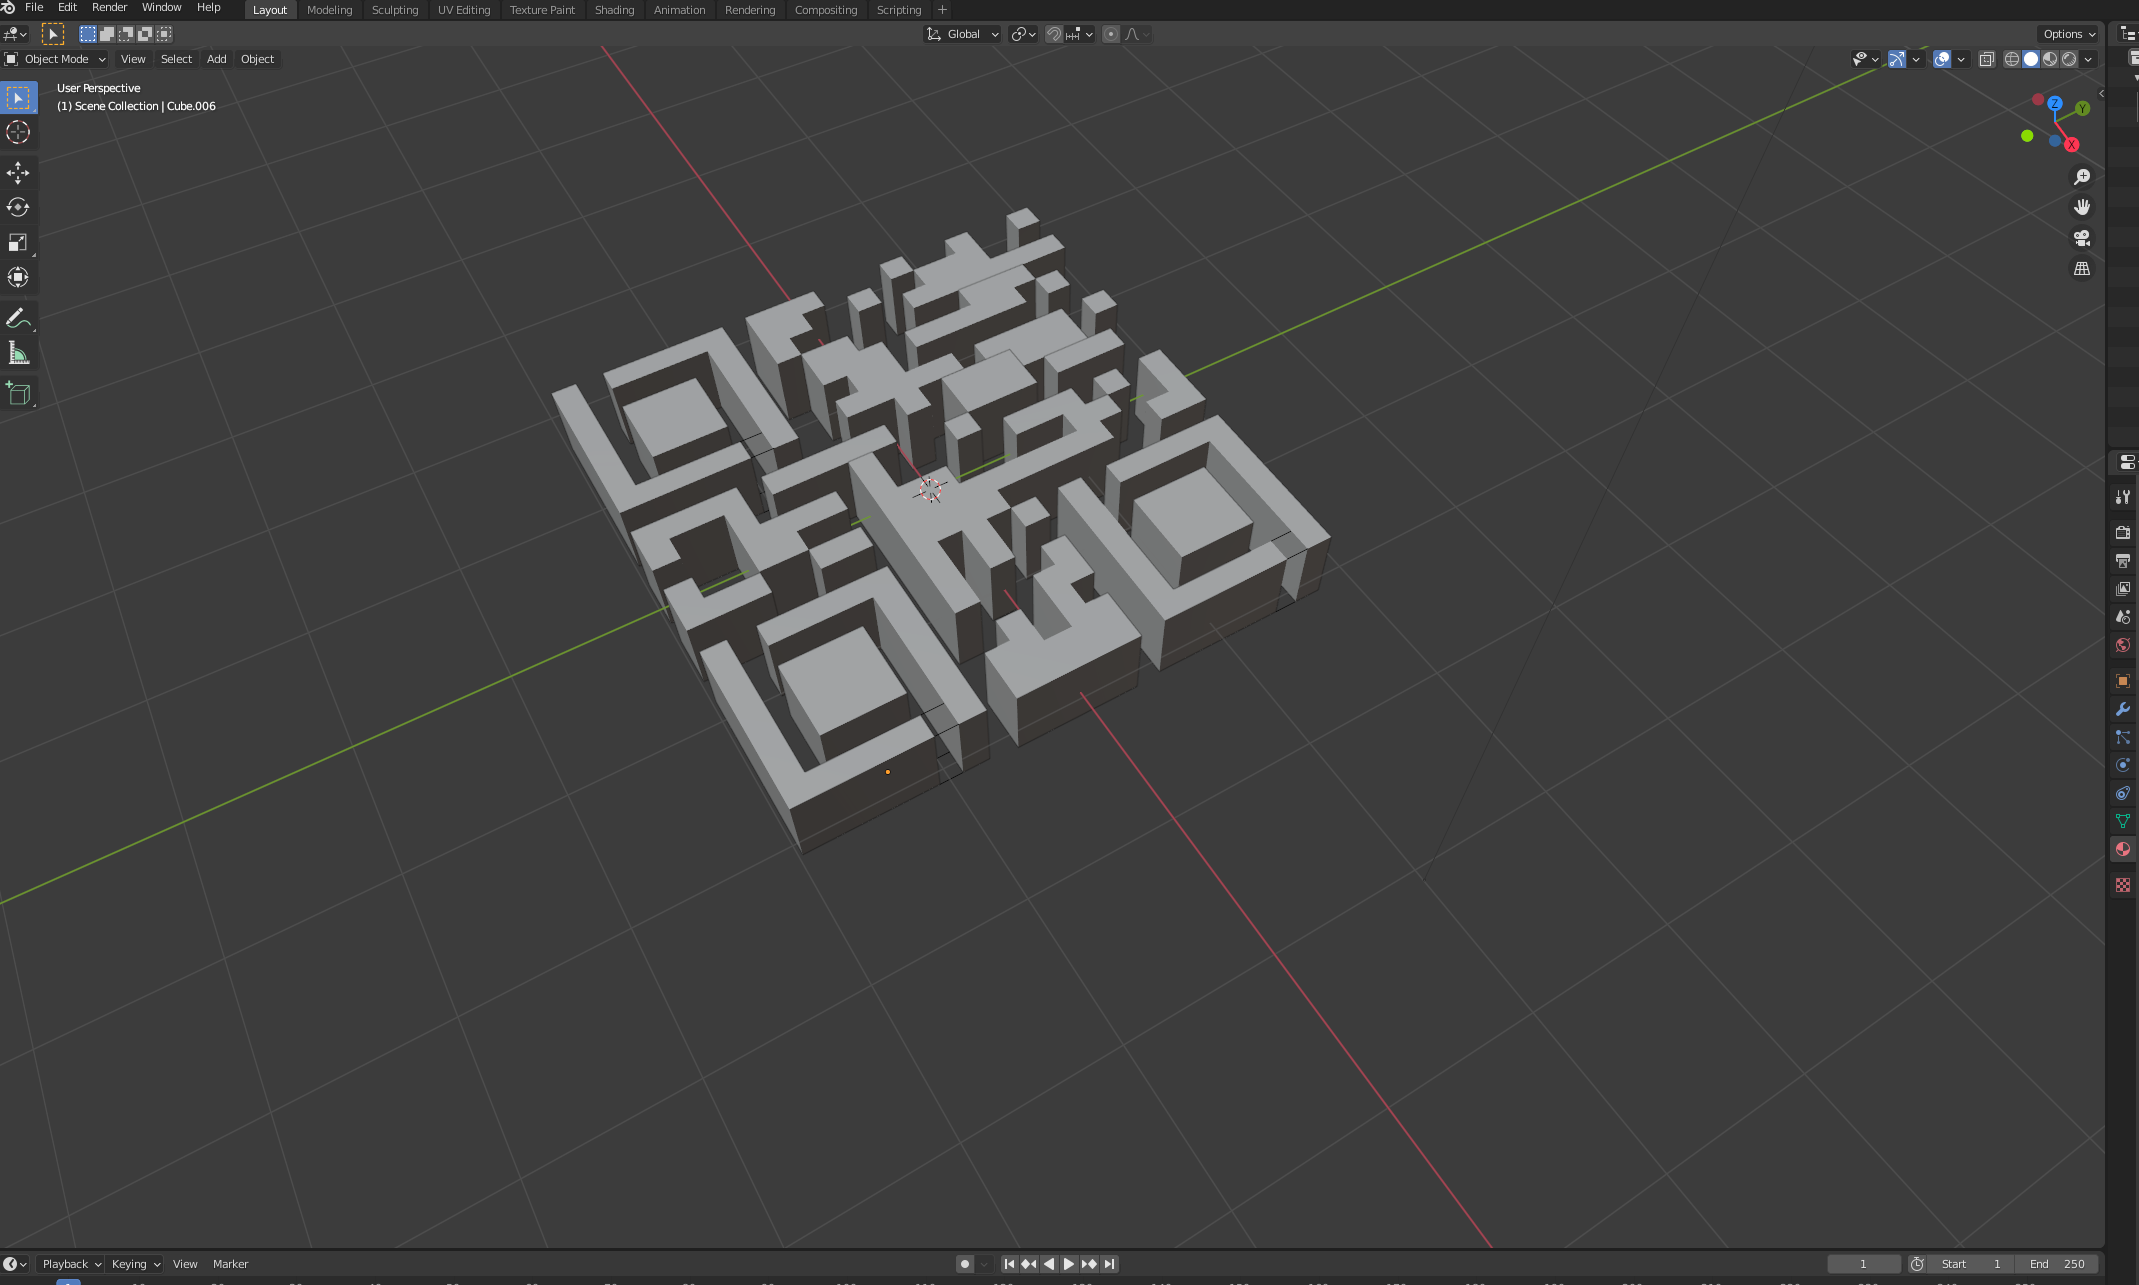 File Edit Render Window Help Layout Modeling Sculpting UV Editing Texture Paint Shading Animation Rendering Compositing Scripting +
Global Options
Object Mode View Select Add Object
User Perspective
(1) Scene Collection | Cube.006
Z
Y
X
Playback Keying View Marker 1 Start 1 End 250